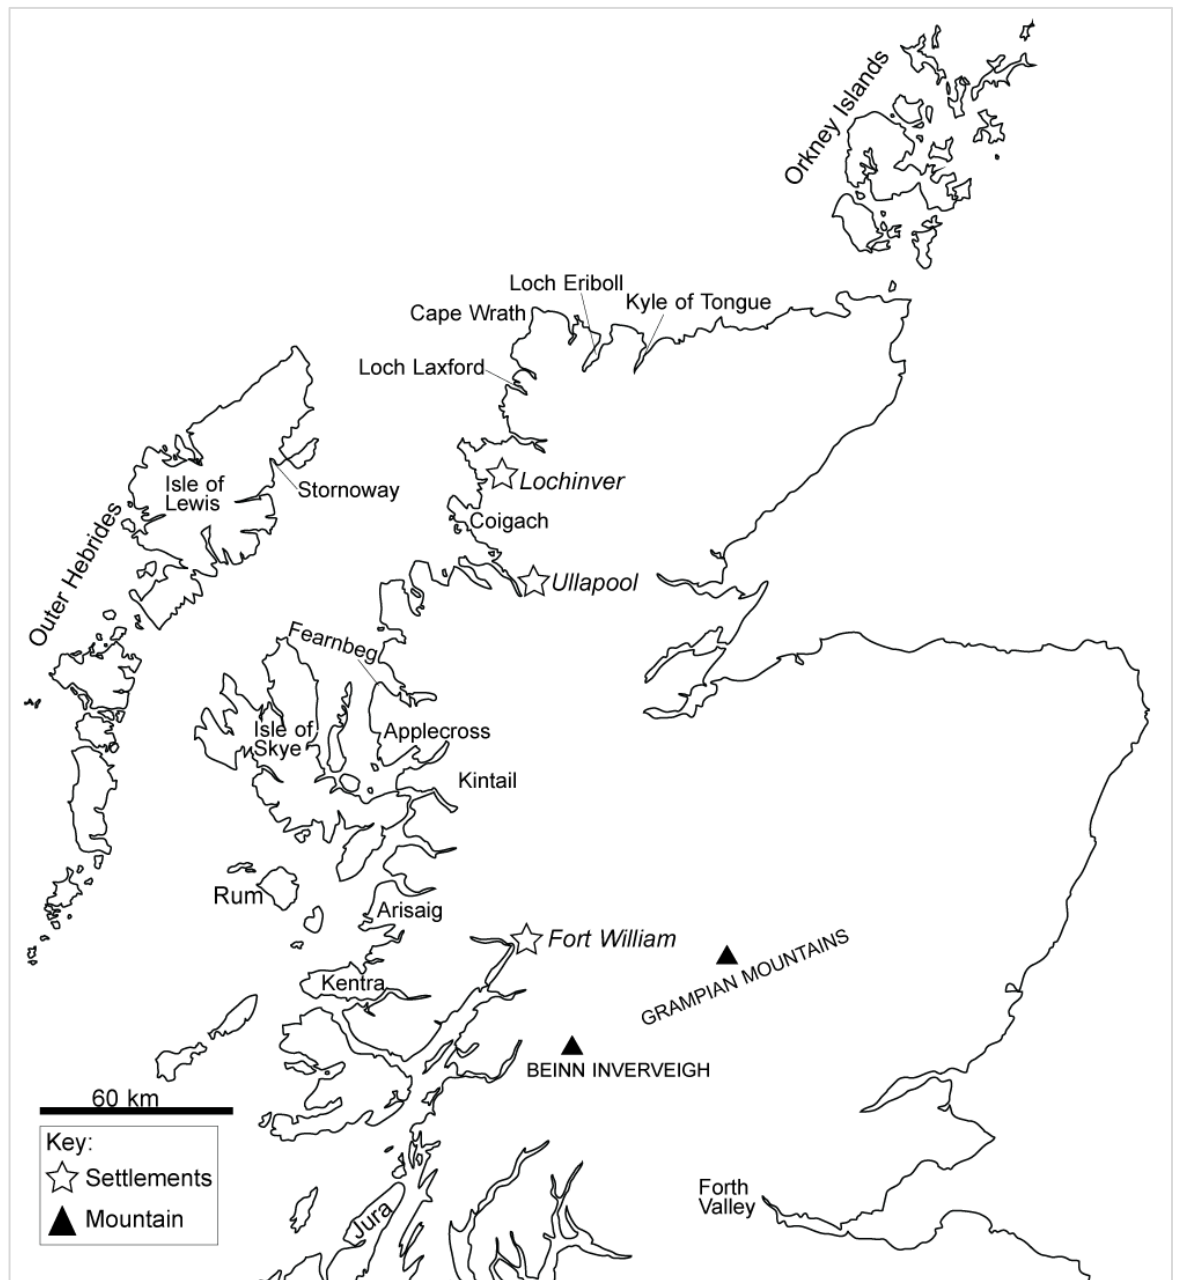 Orkney Islands
Loch Eriboll
Kyle of Tongue
Cape Wrath
Loch Laxford
Isle of
Lewis
Stornoway
Lochinver
Coigach
Outer Hebrides
Ullapool
Fearnbeg
Isle of
Skye
Applecross
Kintail
Rum
Arisaig
Fort William
GRAMPIAN MOUNTAINS
Kentra
BEINN INVERVEIGH
60 km
Key:
Settlements
Mountain
Forth
Valley
Jura